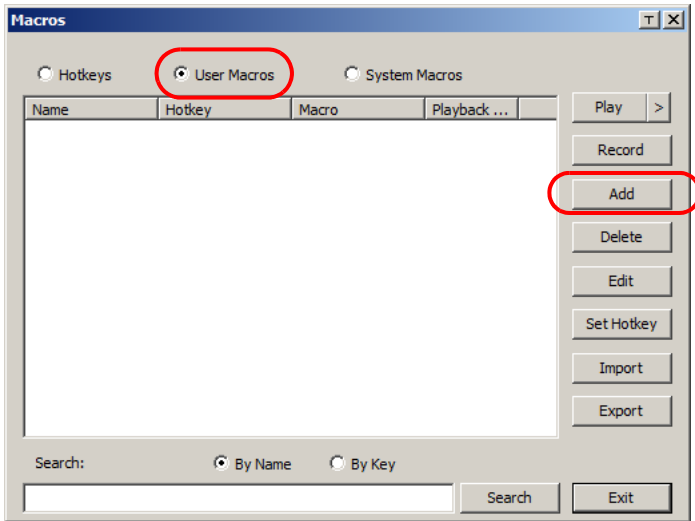 Macros
Hotkeys User Macros System Macros
Name Hotkey Macro Playback ...
Play >
Record
Add
Delete
Edit
Set Hotkey
Import
Export
Search: By Name By Key
Search Exit